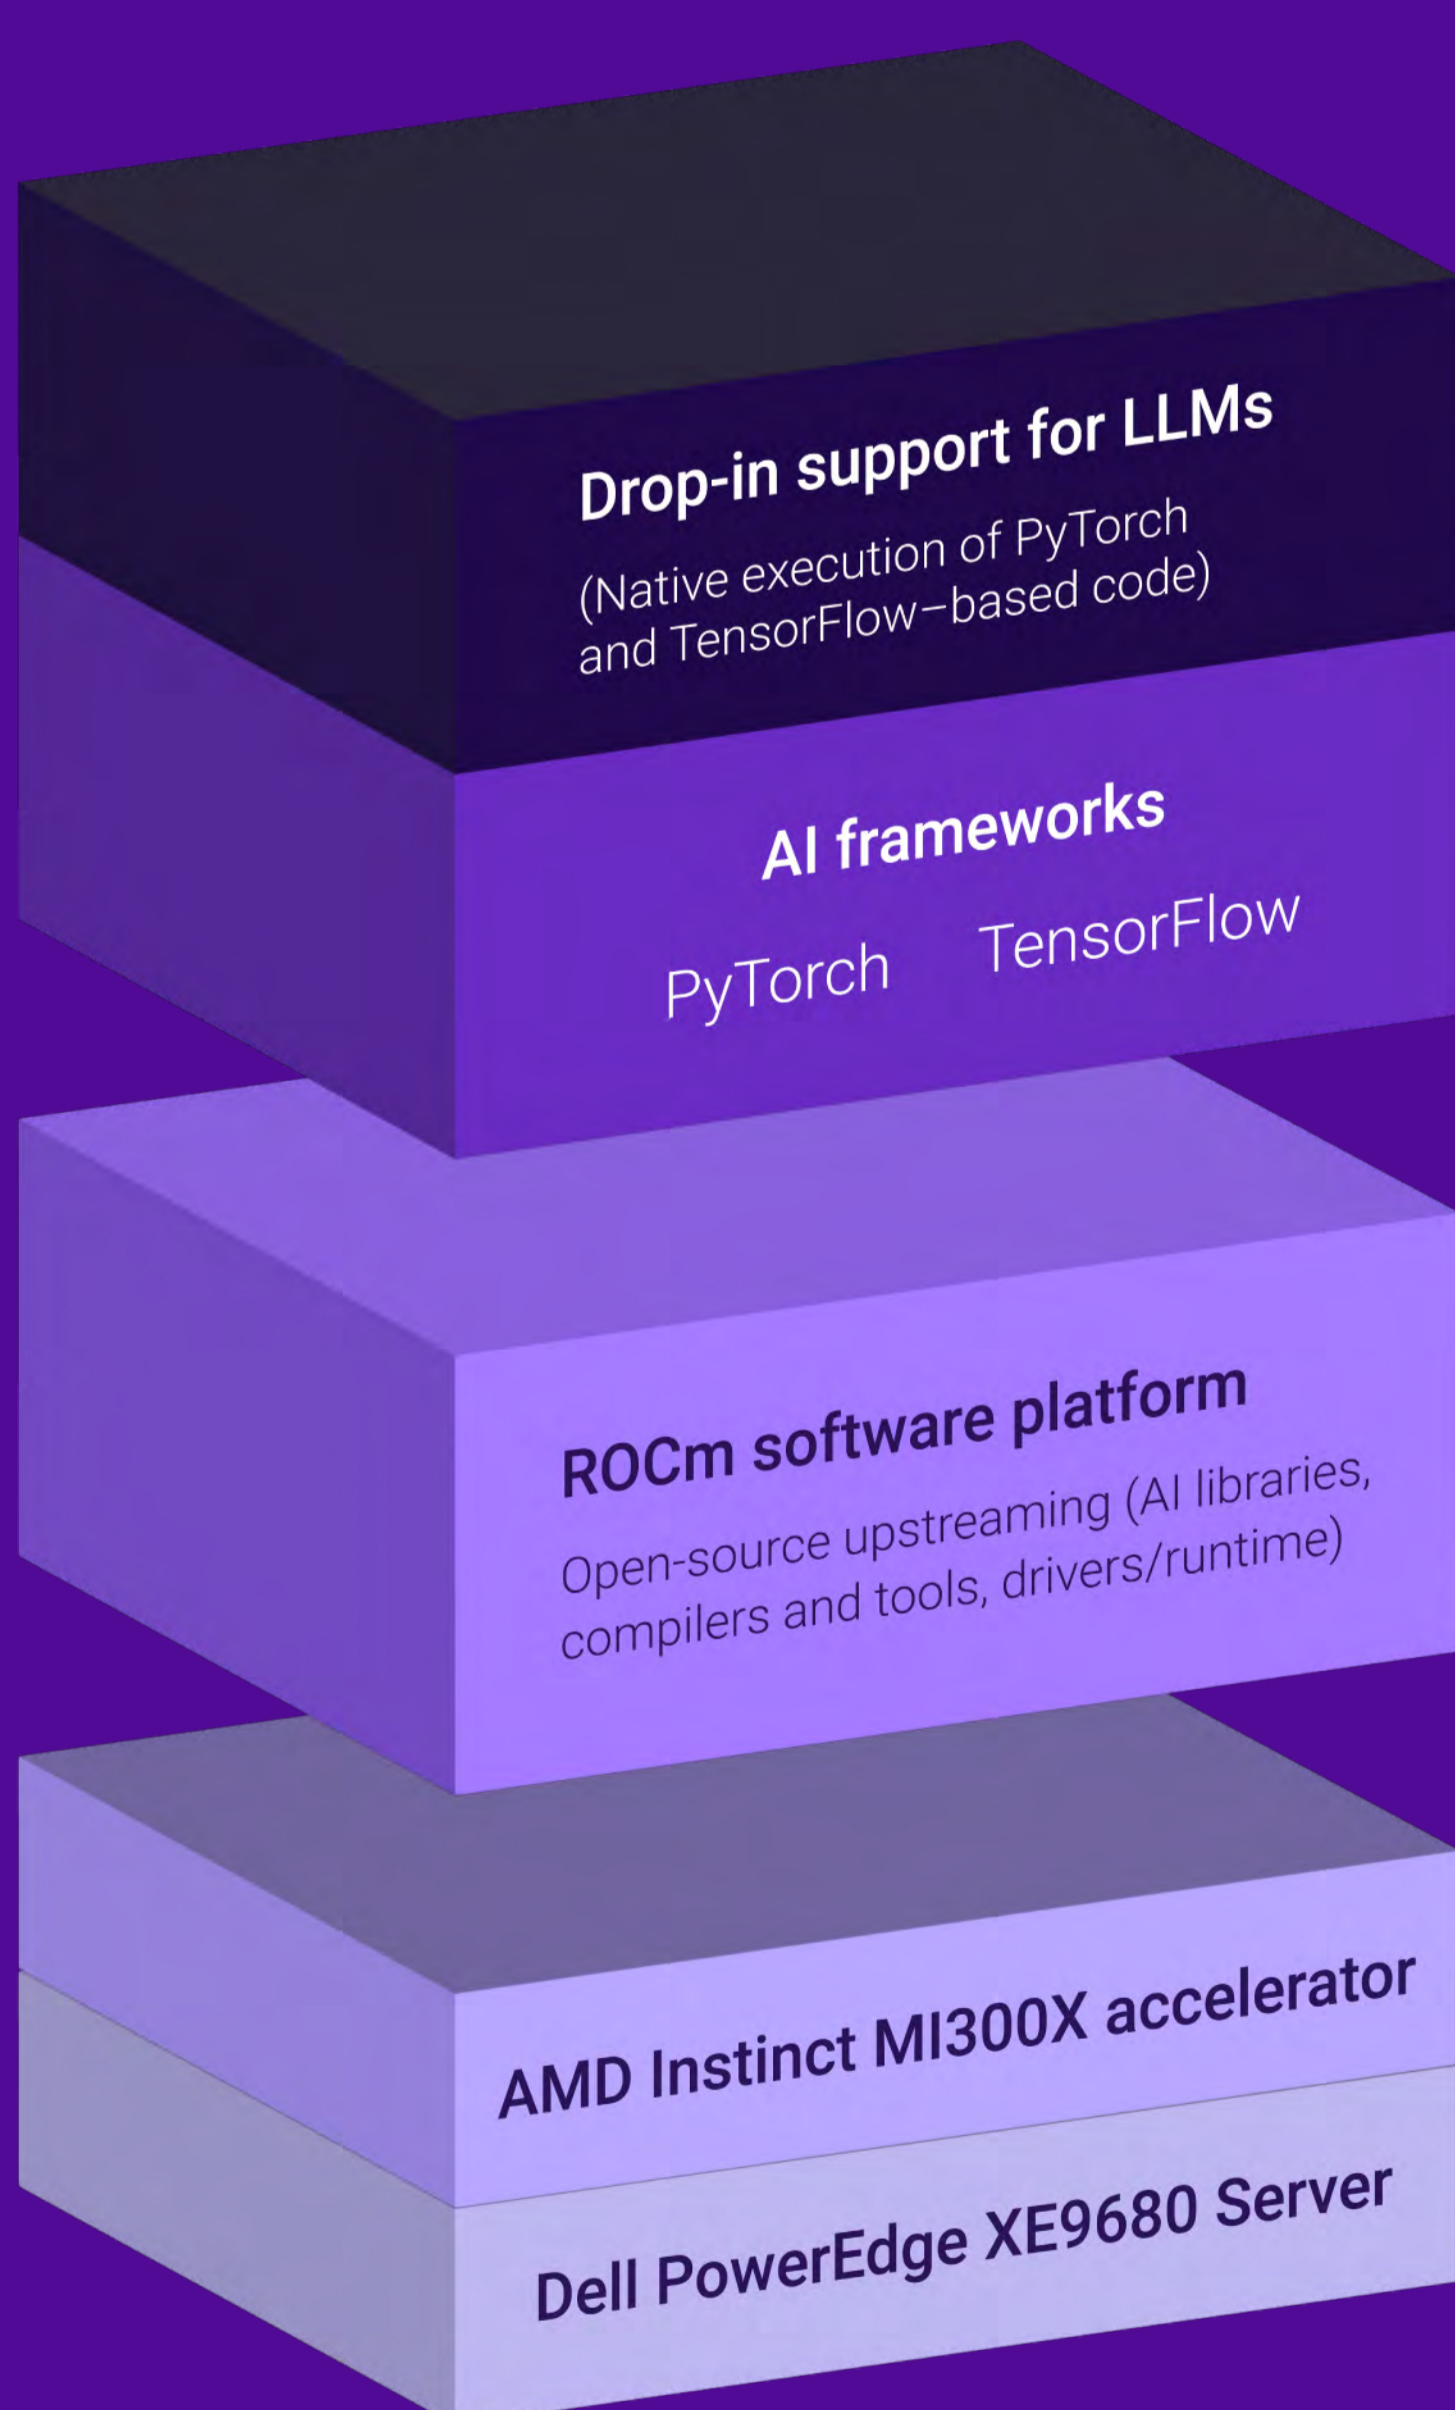 Drop-in support for LLMs
(Native execution of PyTorch
and TensorFlow–based code)
AI frameworks
PyTorch TensorFlow
ROCm software platform
Open-source upstreaming (AI libraries,
compilers and tools, drivers/runtime)
AMD Instinct MI300X accelerator
Dell PowerEdge XE9680 Server